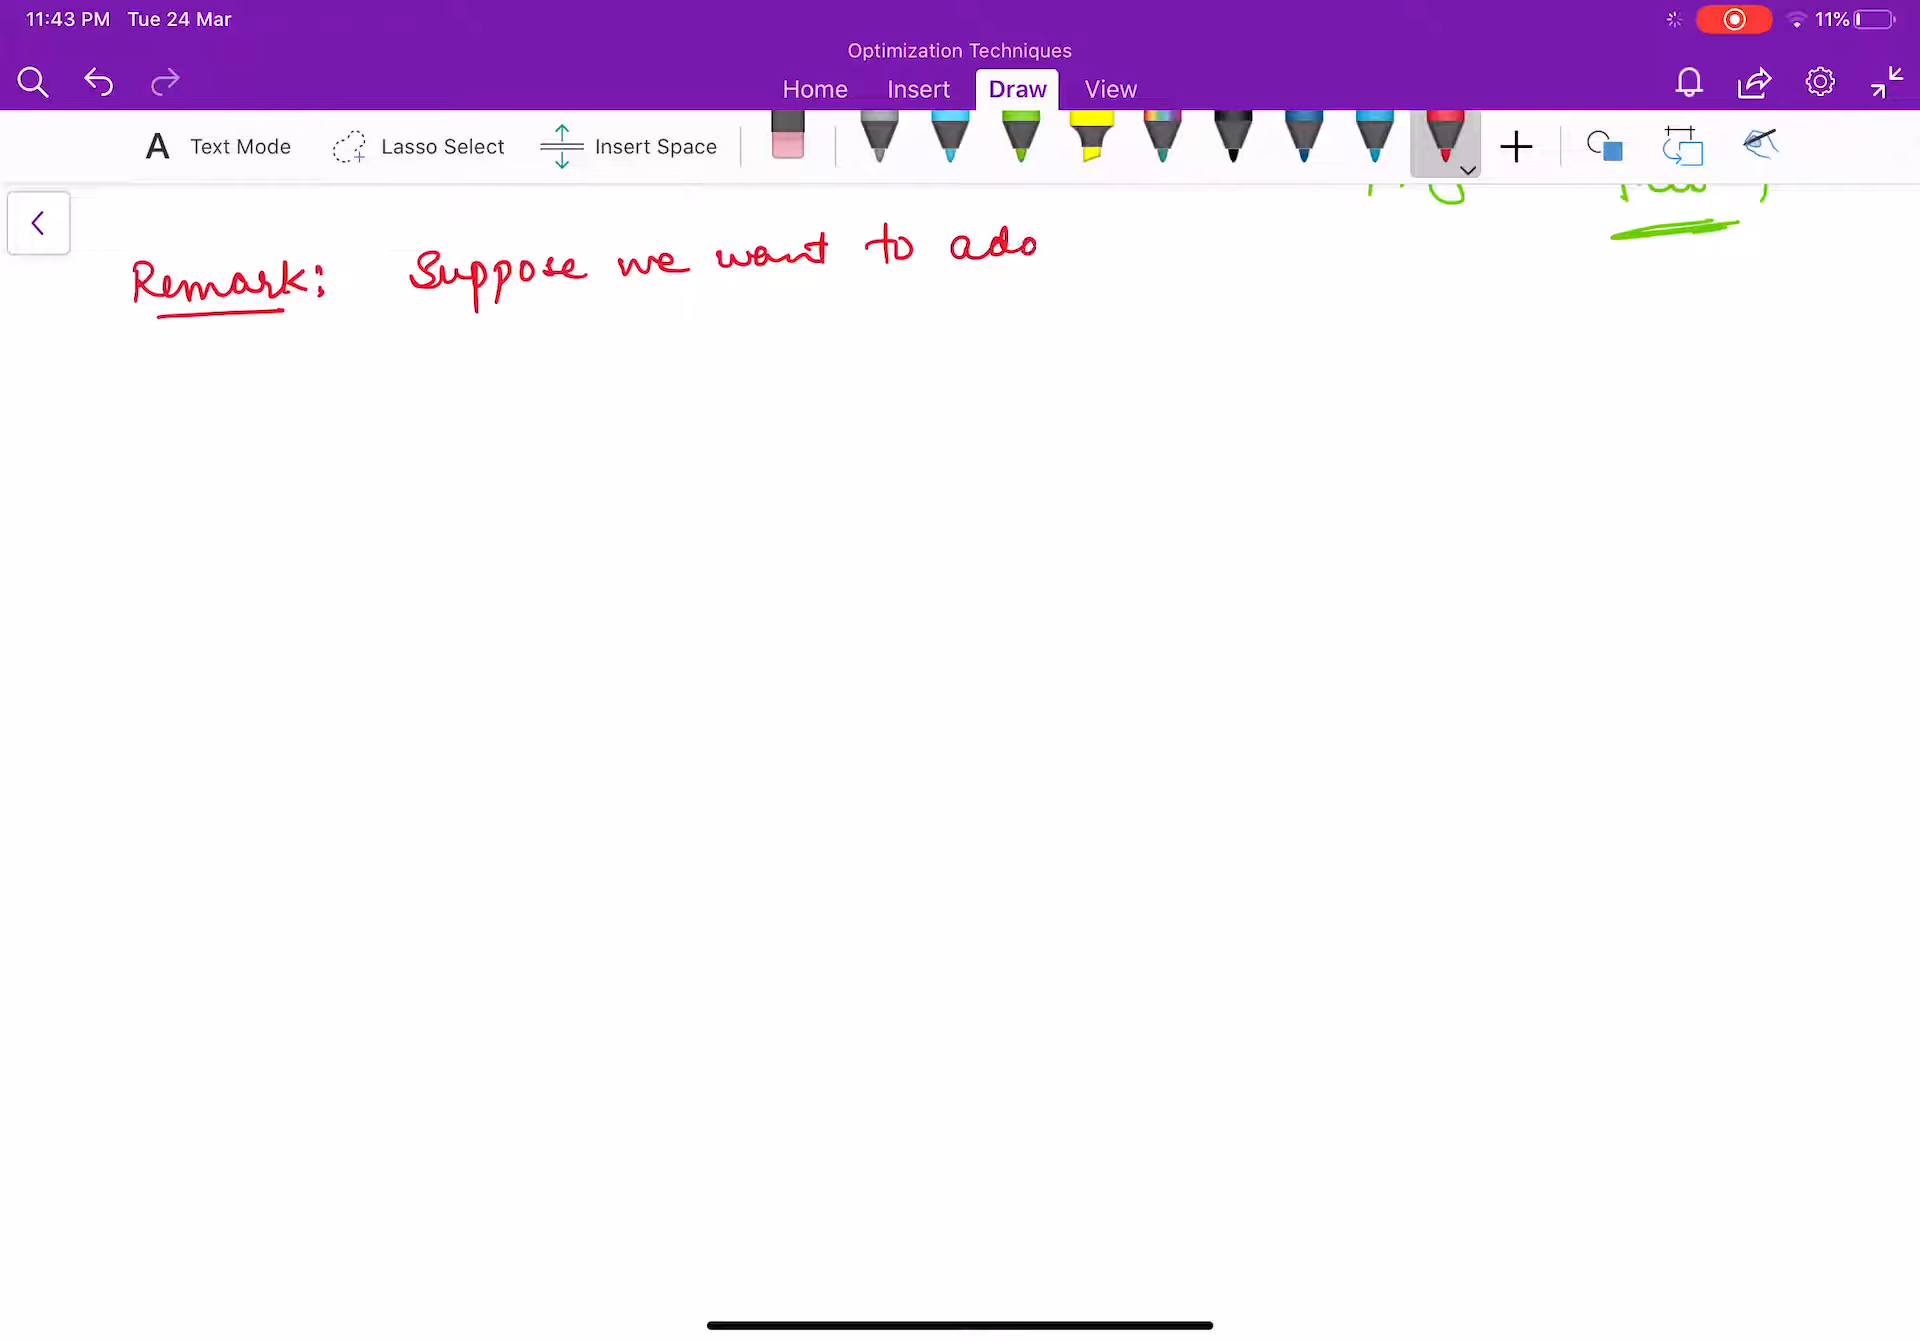 11:43 PM Tue 24 Mar 11%
Optimization Techniques
Home Insert Draw View
A Text Mode Lasso Select Insert Space
Remark: Suppose we want to ado